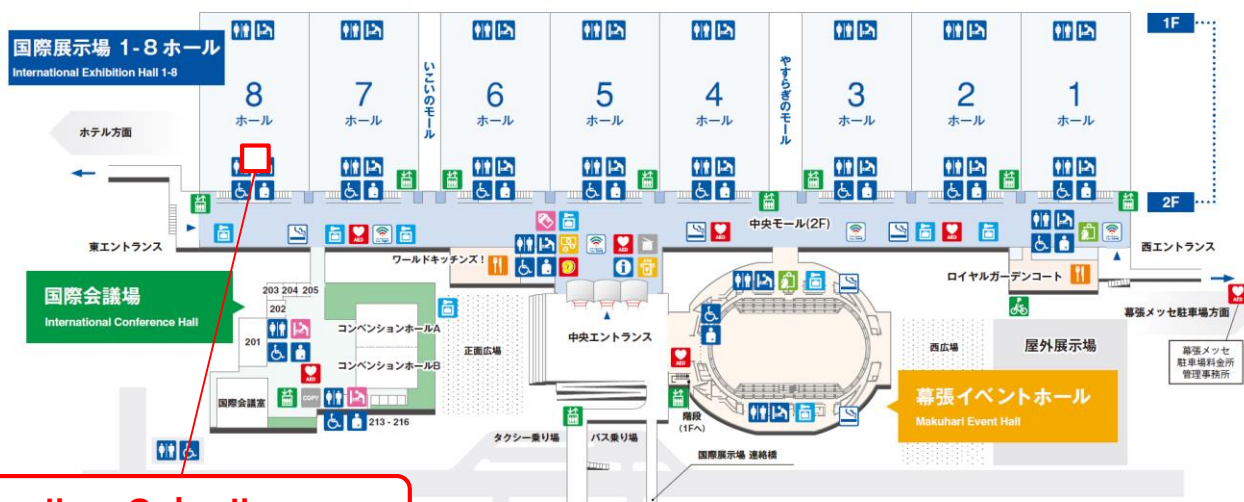 国際展示場 1-8 ホール
International Exhibition Hall 1-8
1F
8
ホール
7
ホール
いこいのモール
6
ホール
5
ホール
4
ホール
やすらぎのモール
3
ホール
2
ホール
1
ホール
ホテル方面
2F
中央モール(2F)
東エントランス
西エントランス
ワールドキッチンズ！
ロイヤルガーデンコート
国際会議場
International Conference Hall
203 204 205
202
201
コンベンションホールA
コンベンションホールB
正面広場
中央エントランス
西広場
屋外展示場
幕張メッセ駐車場方面
幕張メッセ
駐車場料金所
管理事務所
AED
COPY
国際会議室
213 - 216
階段
(1Fへ)
幕張イベントホール
Makuhari Event Hall
タクシー乗り場
バス乗り場
国際展示場 連絡橋